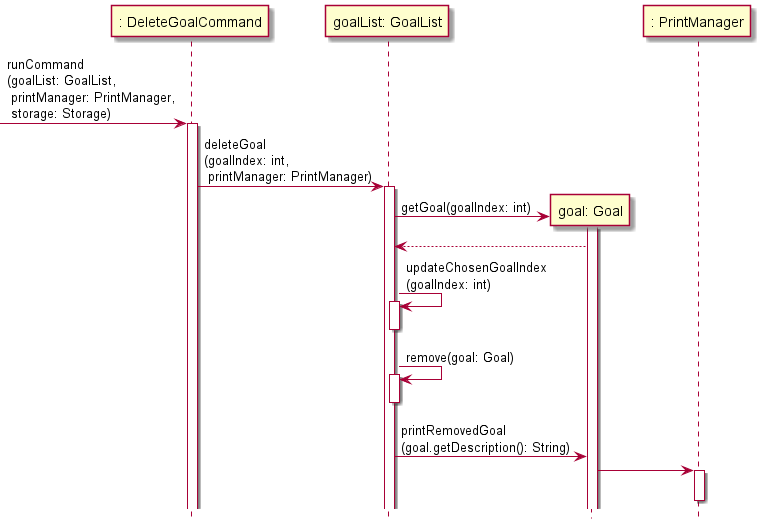 : DeleteGoalCommand
goalList: GoalList
: PrintManager
runCommand
(goalList: GoalList,
printManager: PrintManager,
storage: Storage)
deleteGoal
(goalIndex: int,
printManager: PrintManager)
getGoal(goalIndex: int)
goal: Goal
updateChosenGoalIndex
(goalIndex: int)
remove(goal: Goal)
printRemovedGoal
(goal.getDescription(): String)